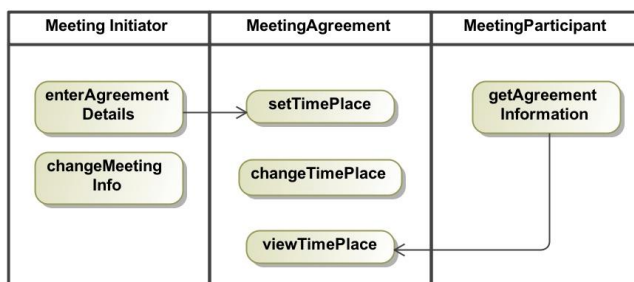 Meeting Initiator
MeetingAgreement
MeetingParticipant
enterAgreement
Details
setTimePlace
getAgreement
Information
changeMeeting
Info
changeTimePlace
viewTimePlace